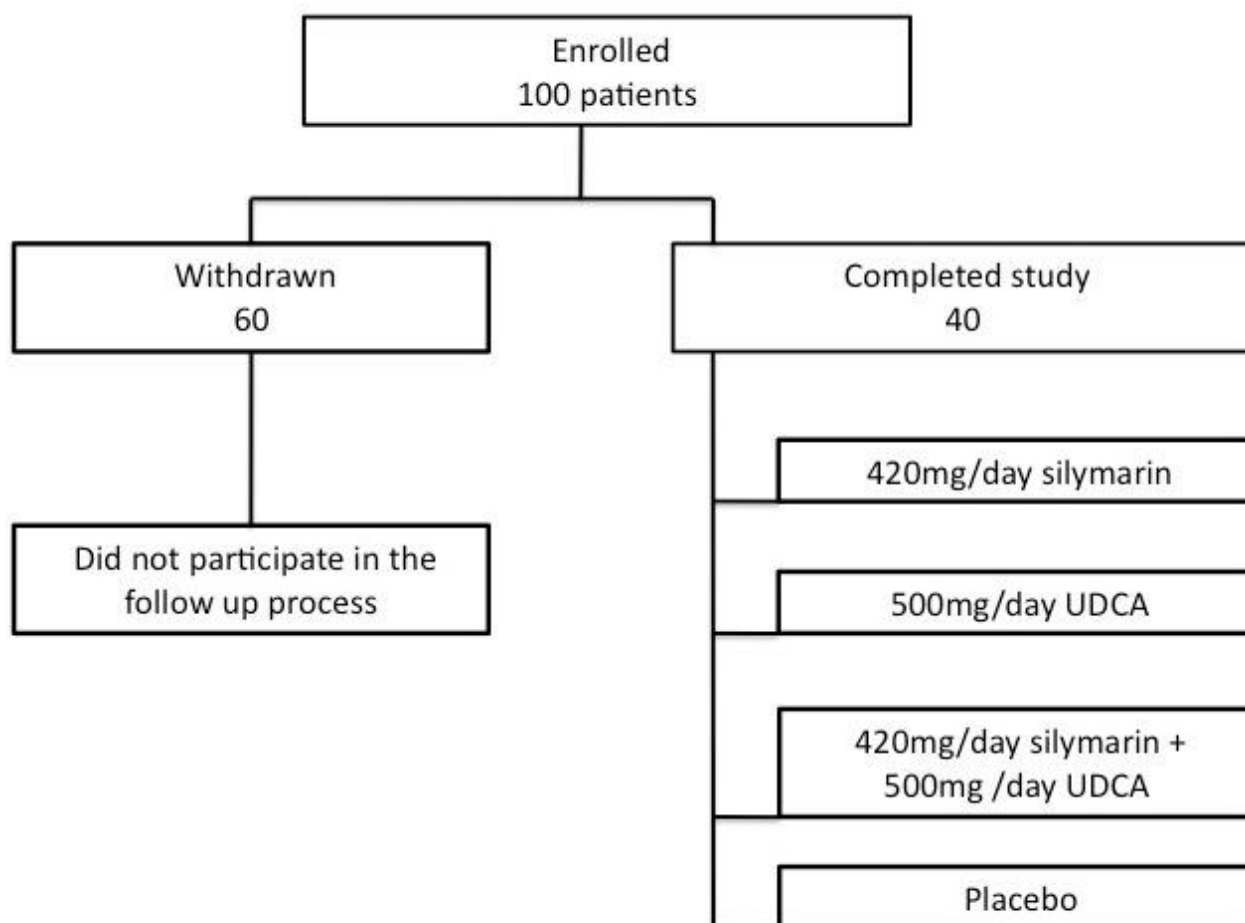 Enrolled
100 patients
Withdrawn
60
Completed study
40
420mg/day silymarin
Did not participate in the
follow up process
500mg/day UDCA
420mg/day silymarin +
500mg /day UDCA
Placebo